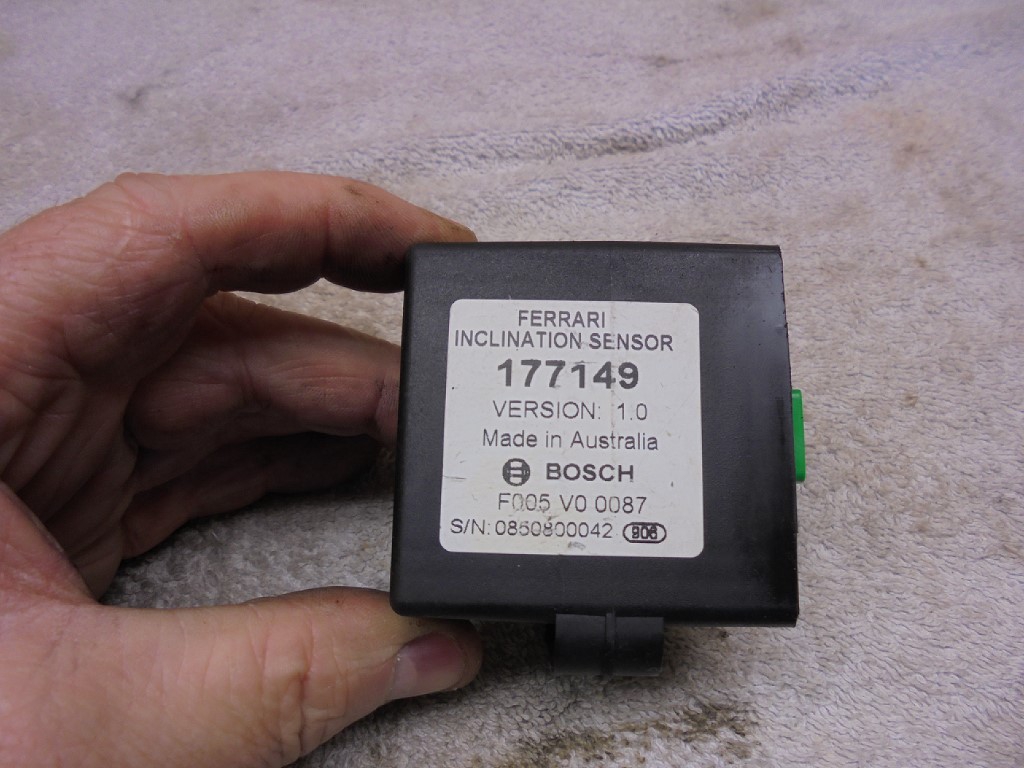 FERRARI
INCLINATION SENSOR
177149
VERSION: 1.0
Made in Australia
BOSCH
F005 V0 0087
S/N: 0850800042 906